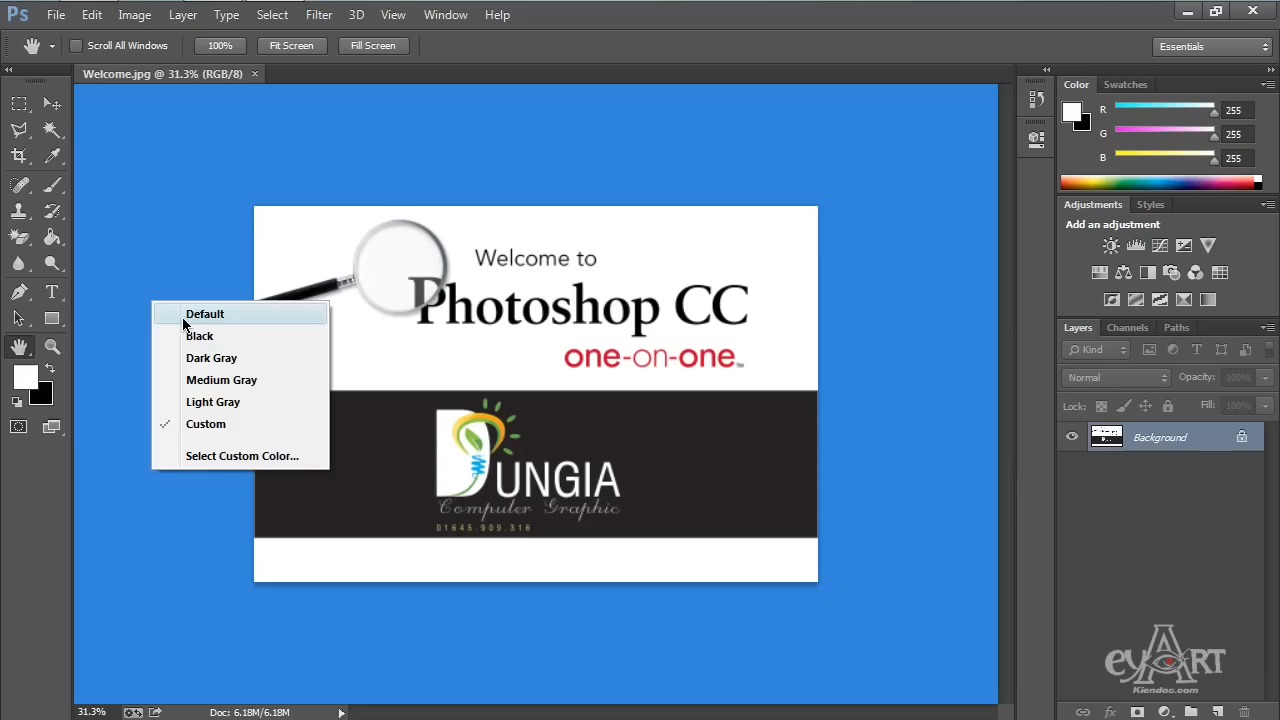 Ps File Edit Image Layer Type Select Filter 3D View Window Help
Scroll All Windows 100% Fit Screen Fill Screen Essentials
Welcome.jpg @ 31.3% (RGB/8) ×
Color Swatches
R 255
G 255
B 255
Adjustments Styles
Add an adjustment
Welcome to
Photoshop CC
one-on-one™
Default
Black
Dark Gray
Medium Gray
Light Gray
Custom
Select Custom Color...
DUNGIA
Computer Graphic
01645.909.316
Layers Channels Paths
Kind
Normal Opacity: 100%
Lock: Fill: 100%
Background
eyART
Kiendoc.com
31.3% Doc: 6.18M/6.18M